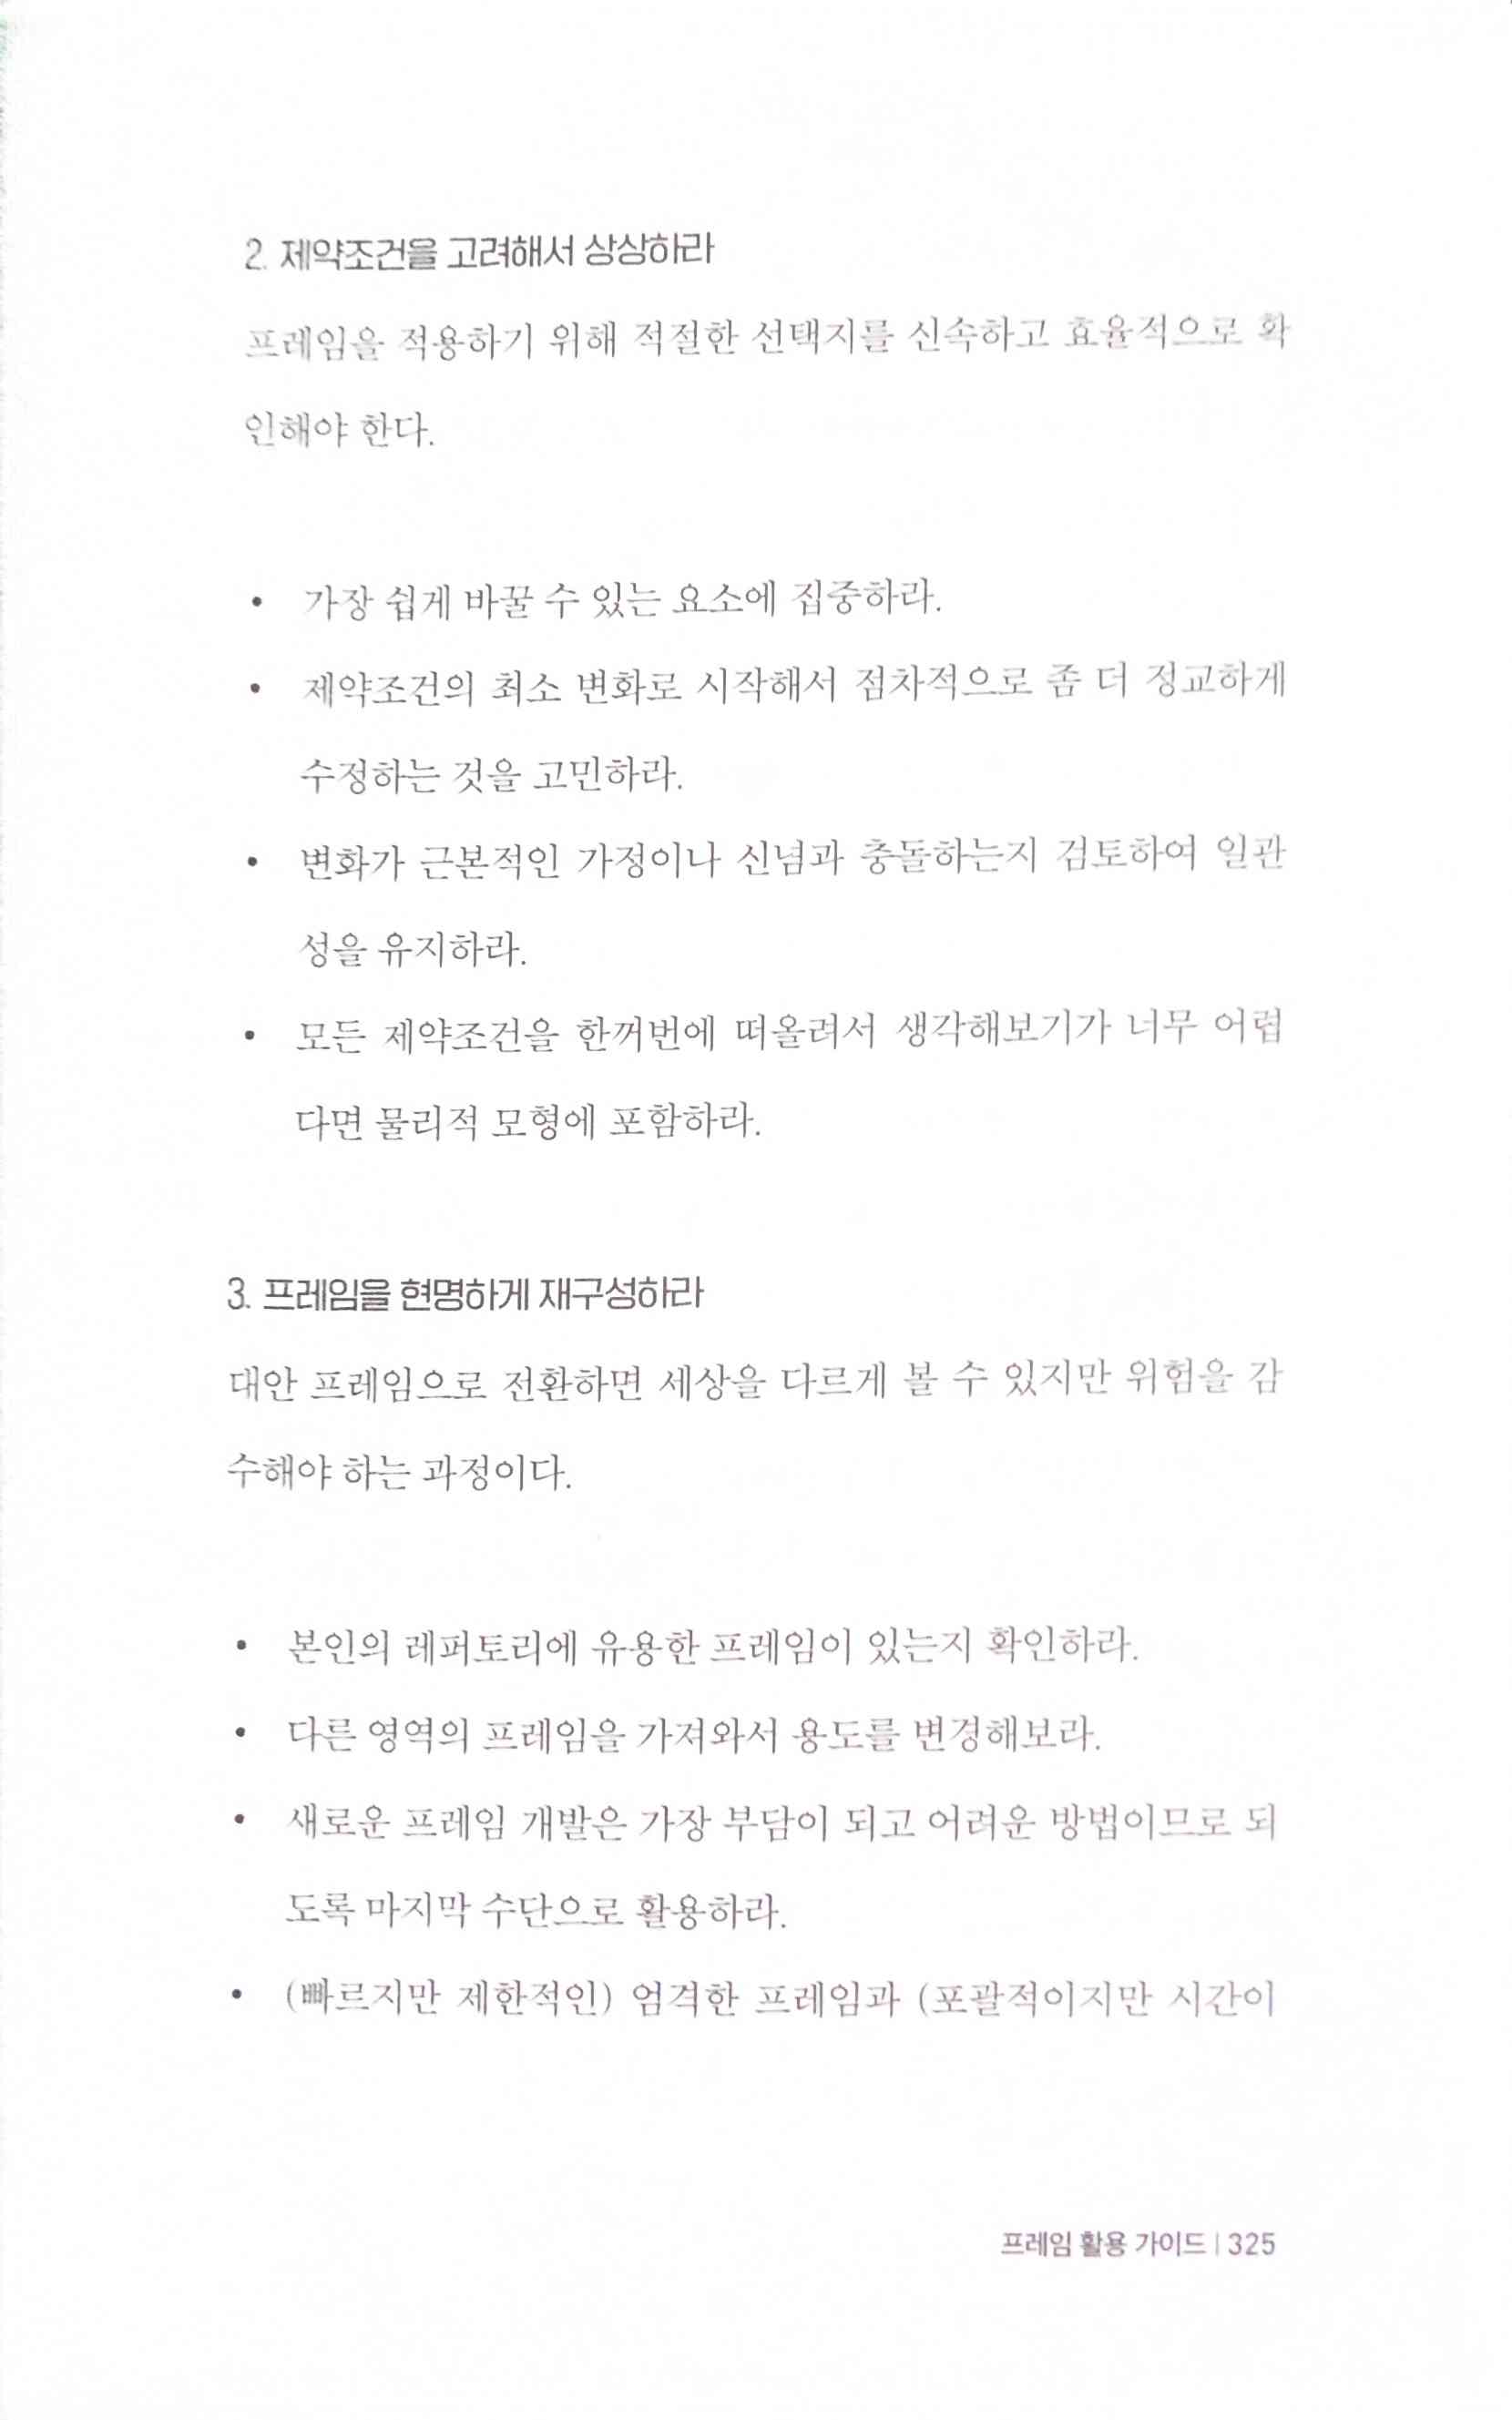 2. 제약조건을 고려해서 상상하라
프레임을 적용하기 위해 적절한 선택지를 신속하고 효율적으로 확
인해야 한다.
• 가장 쉽게 바꿀 수 있는 요소에 집중하라.
• 제약조건의 최소 변화로 시작해서 점차적으로 좀 더 정교하게
수정하는 것을 고민하라.
• 변화가 근본적인 가정이나 신념과 충돌하는지 검토하여 일관
성을 유지하라.
• 모든 제약조건을 한꺼번에 떠올려서 생각해보기가 너무 어렵
다면 물리적 모형에 포함하라.
3. 프레임을 현명하게 재구성하라
대안 프레임으로 전환하면 세상을 다르게 볼 수 있지만 위험을 감
수해야 하는 과정이다.
• 본인의 레퍼토리에 유용한 프레임이 있는지 확인하라.
• 다른 영역의 프레임을 가져와서 용도를 변경해보라.
• 새로운 프레임 개발은 가장 부담이 되고 어려운 방법이므로 되
도록 마지막 수단으로 활용하라.
• (빠르지만 제한적인) 엄격한 프레임과 (포괄적이지만 시간이
프레임 활용 가이드 | 325